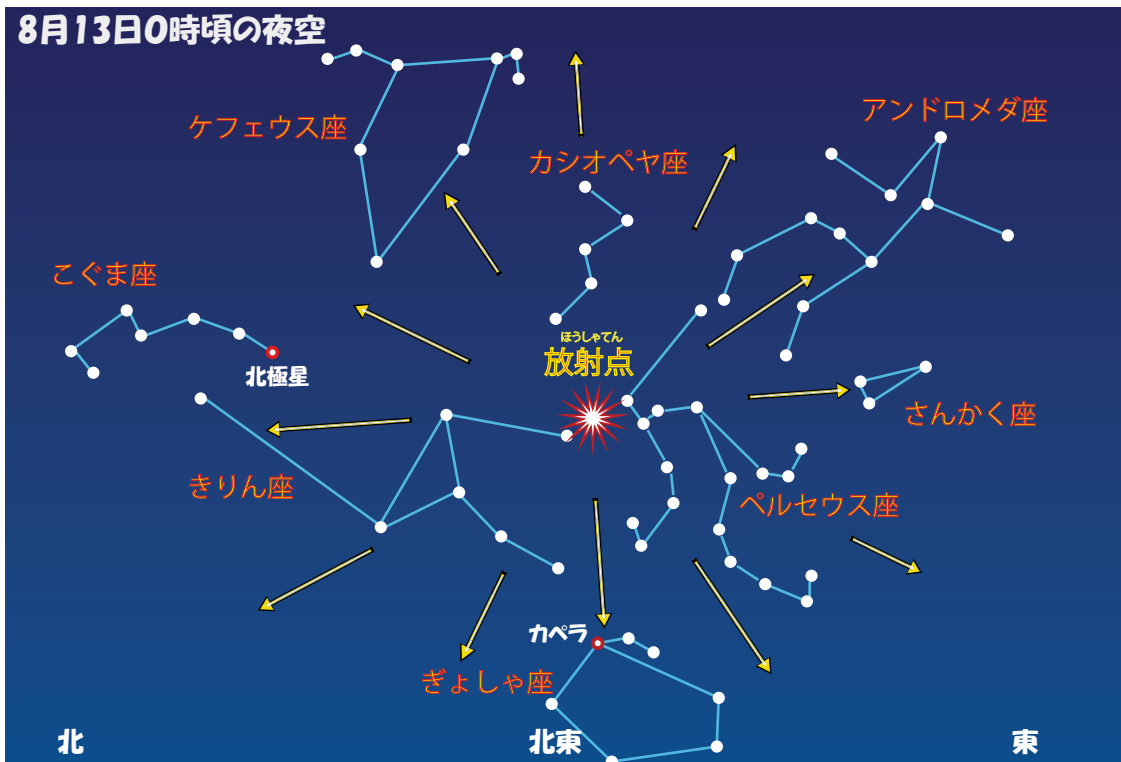 8月13日0時頃の夜空
アンドロメダ座
ケフェウス座
カシオペヤ座
こぐま座
北極星
ほうしゃてん
放射点
さんかく座
きりん座
ペルセウス座
カペラ
ぎょしゃ座
北
北東
東